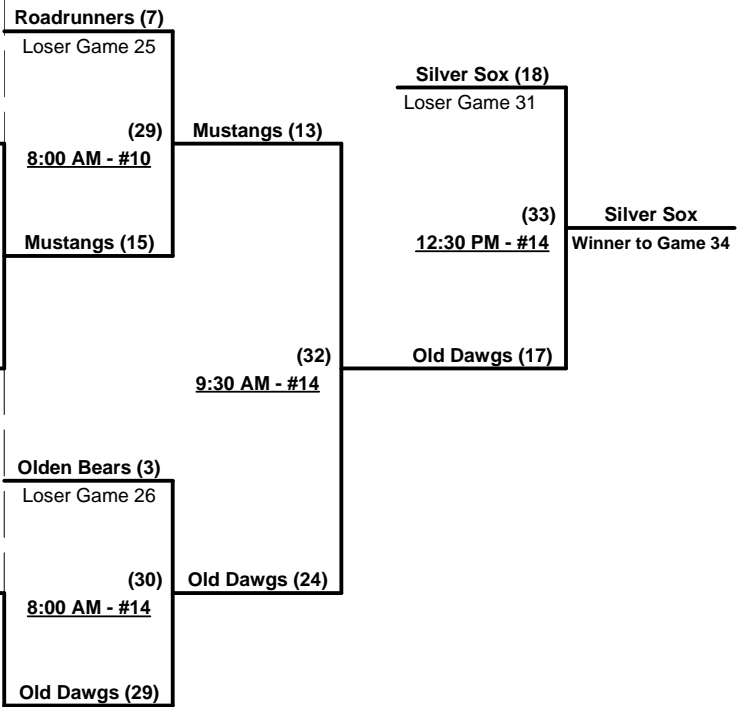 Roadrunners (7)
Loser Game 25
Silver Sox (18)
Loser Game 31
(29)
8:00 AM - #10
Mustangs (13)
(33)
12:30 PM - #14
Silver Sox
Winner to Game 34
Mustangs (15)
(32)
9:30 AM - #14
Old Dawgs (17)
Olden Bears (3)
Loser Game 26
(30)
8:00 AM - #14
Old Dawgs (24)
Old Dawgs (29)